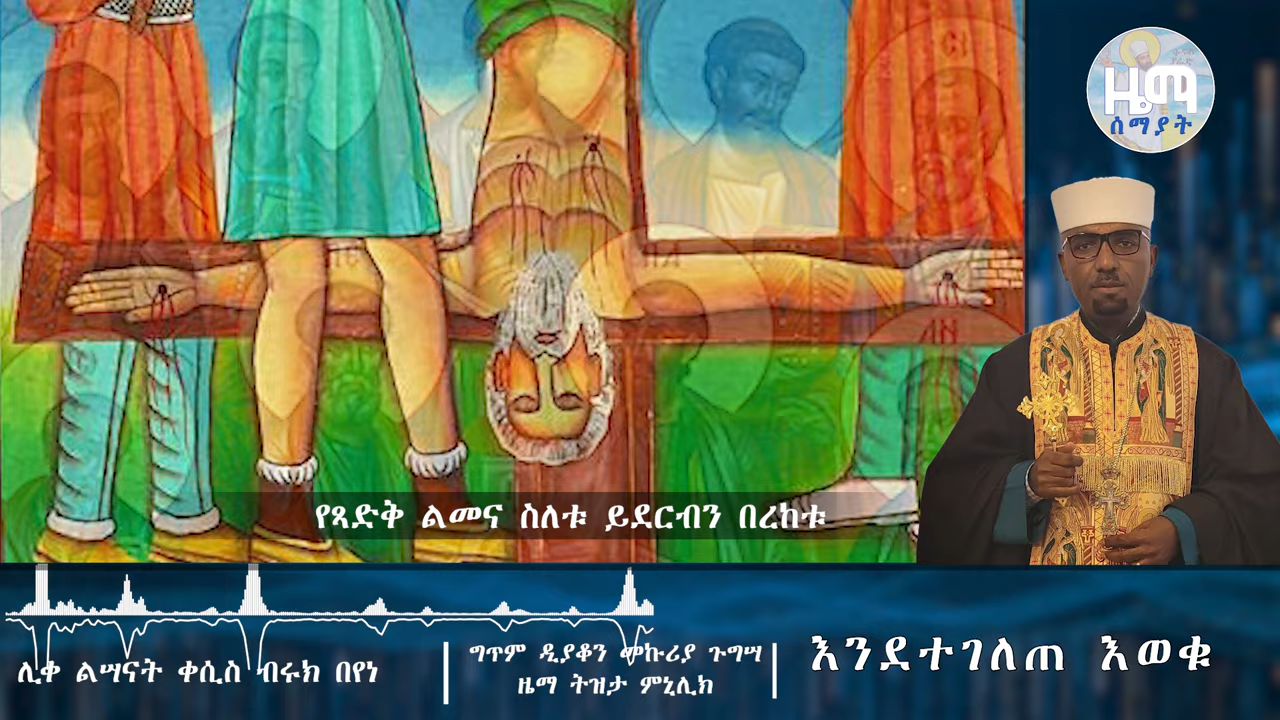 ዜማ
ሰማያት
የጻድቅ ልመና ስለቱ ይደርብን በረከቱ
ሊቀ ልሣናት ቀሲስ ብሩክ በየነ
ግጥም ዲያቆን መኩሪያ ጉግሣ
ዜማ ትዝታ ምኒሊክ
እንደተገለጠ እወቁ